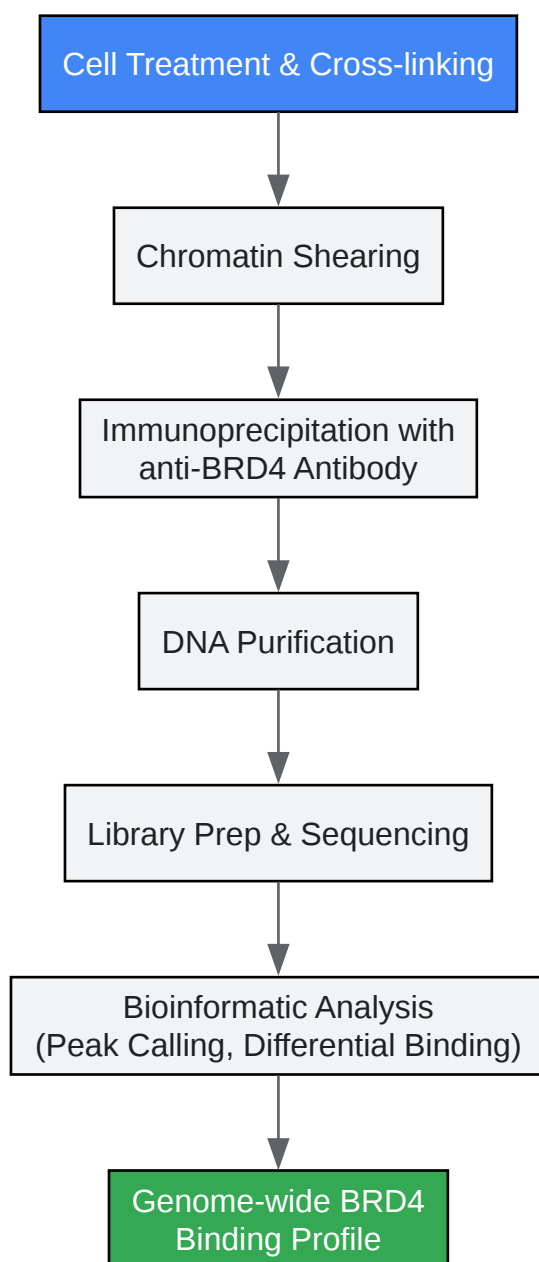 Cell Treatment & Cross-linking
Chromatin Shearing
Immunoprecipitation with
anti-BRD4 Antibody
DNA Purification
Library Prep & Sequencing
Bioinformatic Analysis
(Peak Calling, Differential Binding)
Genome-wide BRD4
Binding Profile